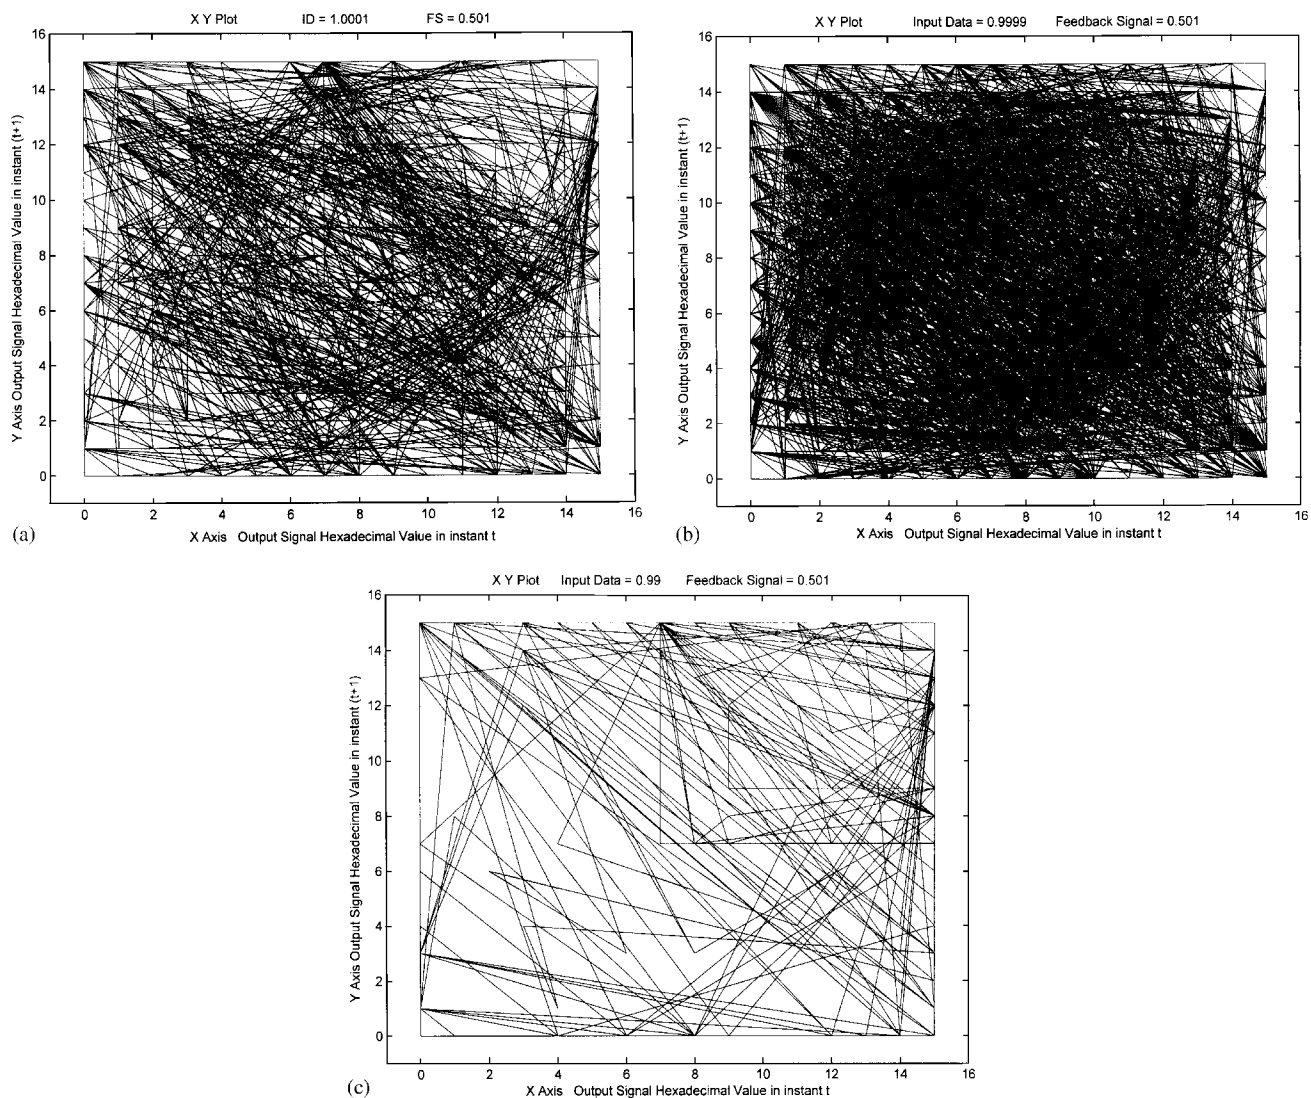 X Y Plot ID = 1.0001 FS = 0.501
16
14
12
10
8
6
4
2
0
Y Axis Output Signal Hexadecimal Value in instant (t+1)
0 2 4 6 8 10 12 14 16
X Axis Output Signal Hexadecimal Value in instant t
(a)
X Y Plot Input Data = 0.9999 Feedback Signal = 0.501
16
14
12
10
8
6
4
2
0
Y Axis Output Signal Hexadecimal Value in instant (t+1)
0 2 4 6 8 10 12 14 16
X Axis Output Signal Hexadecimal Value in instant t
(b)
X Y Plot Input Data = 0.99 Feedback Signal = 0.501
16
14
12
10
8
6
4
2
0
Y Axis Output Signal Hexadecimal Value in instant (t+1)
0 2 4 6 8 10 12 14 16
X Axis Output Signal Hexadecimal Value in instant t
(c)